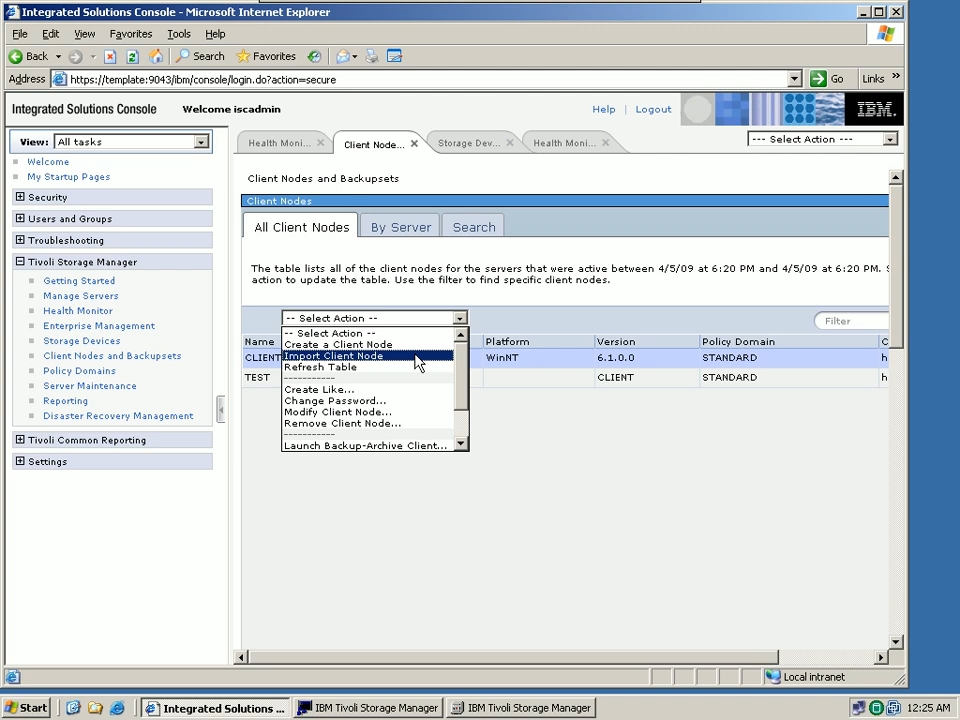 Integrated Solutions Console - Microsoft Internet Explorer
File Edit View Favorites Tools Help
Back Search Favorites
Address https://template:9043/ibm/console/login.do?action=secure Go Links »
Integrated Solutions Console Welcome iscadmin Help | Logout IBM.
View: All tasks
Health Moni... Client Node... Storage Dev... Health Moni... --- Select Action ---
Welcome
My Startup Pages
Security
Users and Groups
Troubleshooting
Tivoli Storage Manager
Getting Started
Manage Servers
Health Monitor
Enterprise Management
Storage Devices
Client Nodes and Backupsets
Policy Domains
Server Maintenance
Reporting
Disaster Recovery Management
Tivoli Common Reporting
Settings
Client Nodes and Backupsets
Client Nodes
All Client Nodes By Server Search
The table lists all of the client nodes for the servers that were active between 4/5/09 at 6:20 PM and 4/5/09 at 6:20 PM.
action to update the table. Use the filter to find specific client nodes.
-- Select Action -- Filter
-- Select Action --
Create a Client Node
Import Client Node
Refresh Table
-----------
Create Like...
Change Password...
Modify Client Node...
Remove Client Node...
-----------
Launch Backup-Archive Client...
Name Platform Version Policy Domain C
CLIENT WinNT 6.1.0.0 STANDARD h
TEST CLIENT STANDARD h
Local intranet
Start Integrated Solutions ... IBM Tivoli Storage Manager IBM Tivoli Storage Manager 12:25 AM